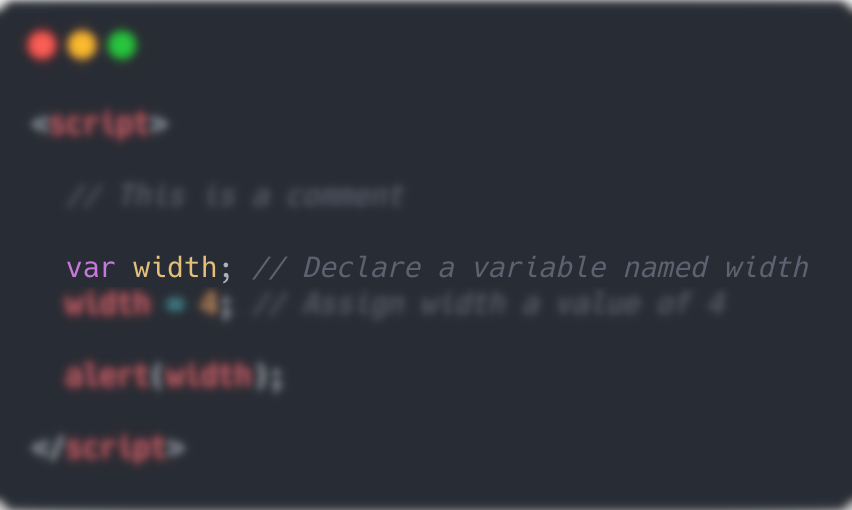 <script>
// This is a comment
var width; // Declare a variable named width
width = 4; // Assign width a value of 4
alert(width);
</script>